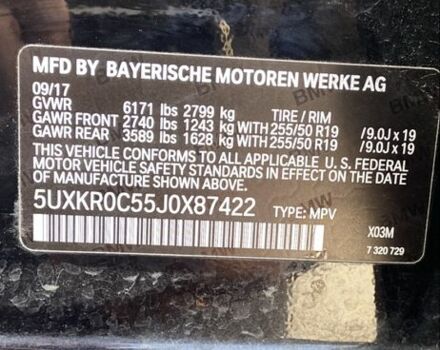 MFD BY BAYERISCHE MOTOREN WERKE AG
09/17
GVWR 6171 lbs 2799 kg TIRE / RIM
GAWR FRONT 2740 lbs 1243 kg WITH 255/50 R19 /9.0J x 19
GAWR REAR 3589 lbs 1628 kg WITH 255/50 R19 /9.0J x 19
THIS VEHICLE CONFORMS TO ALL APPLICABLE U.S. FEDERAL
MOTOR VEHICLE SAFETY STANDARDS IN EFFECT ON THE DATE
OF MANUFACTURE SHOWN ABOVE.
5UXKR0C55J0X87422 TYPE: MPV
X03M
7 320 729